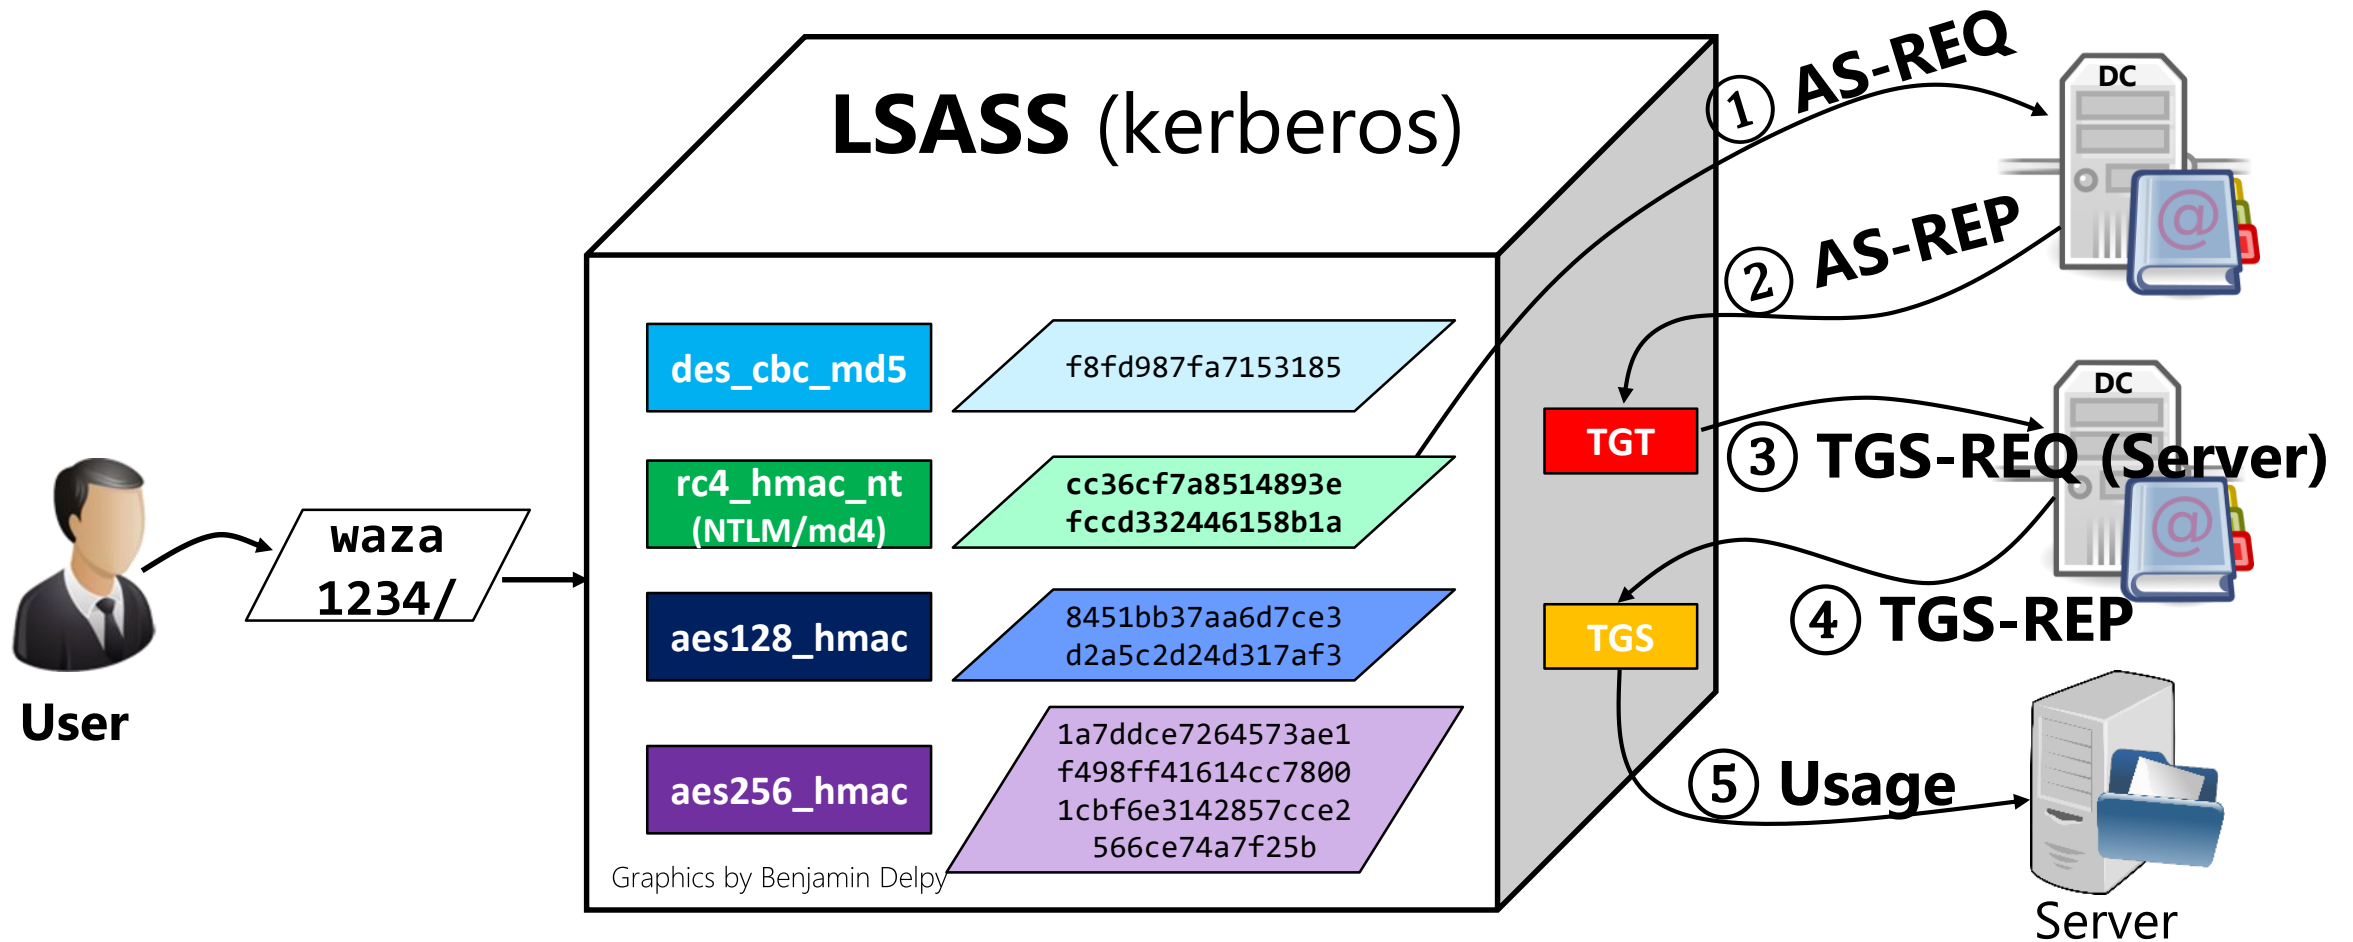 LSASS (kerberos)
① AS-REQ
DC
② AS-REP
des_cbc_md5
f8fd987fa7153185
rc4_hmac_nt
(NTLM/md4)
cc36cf7a8514893e
fccd332446158b1a
TGT
DC
③ TGS-REQ (Server)
waza
1234/
aes128_hmac
8451bb37aa6d7ce3
d2a5c2d24d317af3
TGS
④ TGS-REP
User
aes256_hmac
1a7ddce7264573ae1
f498ff41614cc7800
1cbf6e3142857cce2
566ce74a7f25b
⑤ Usage
Graphics by Benjamin Delpy
Server